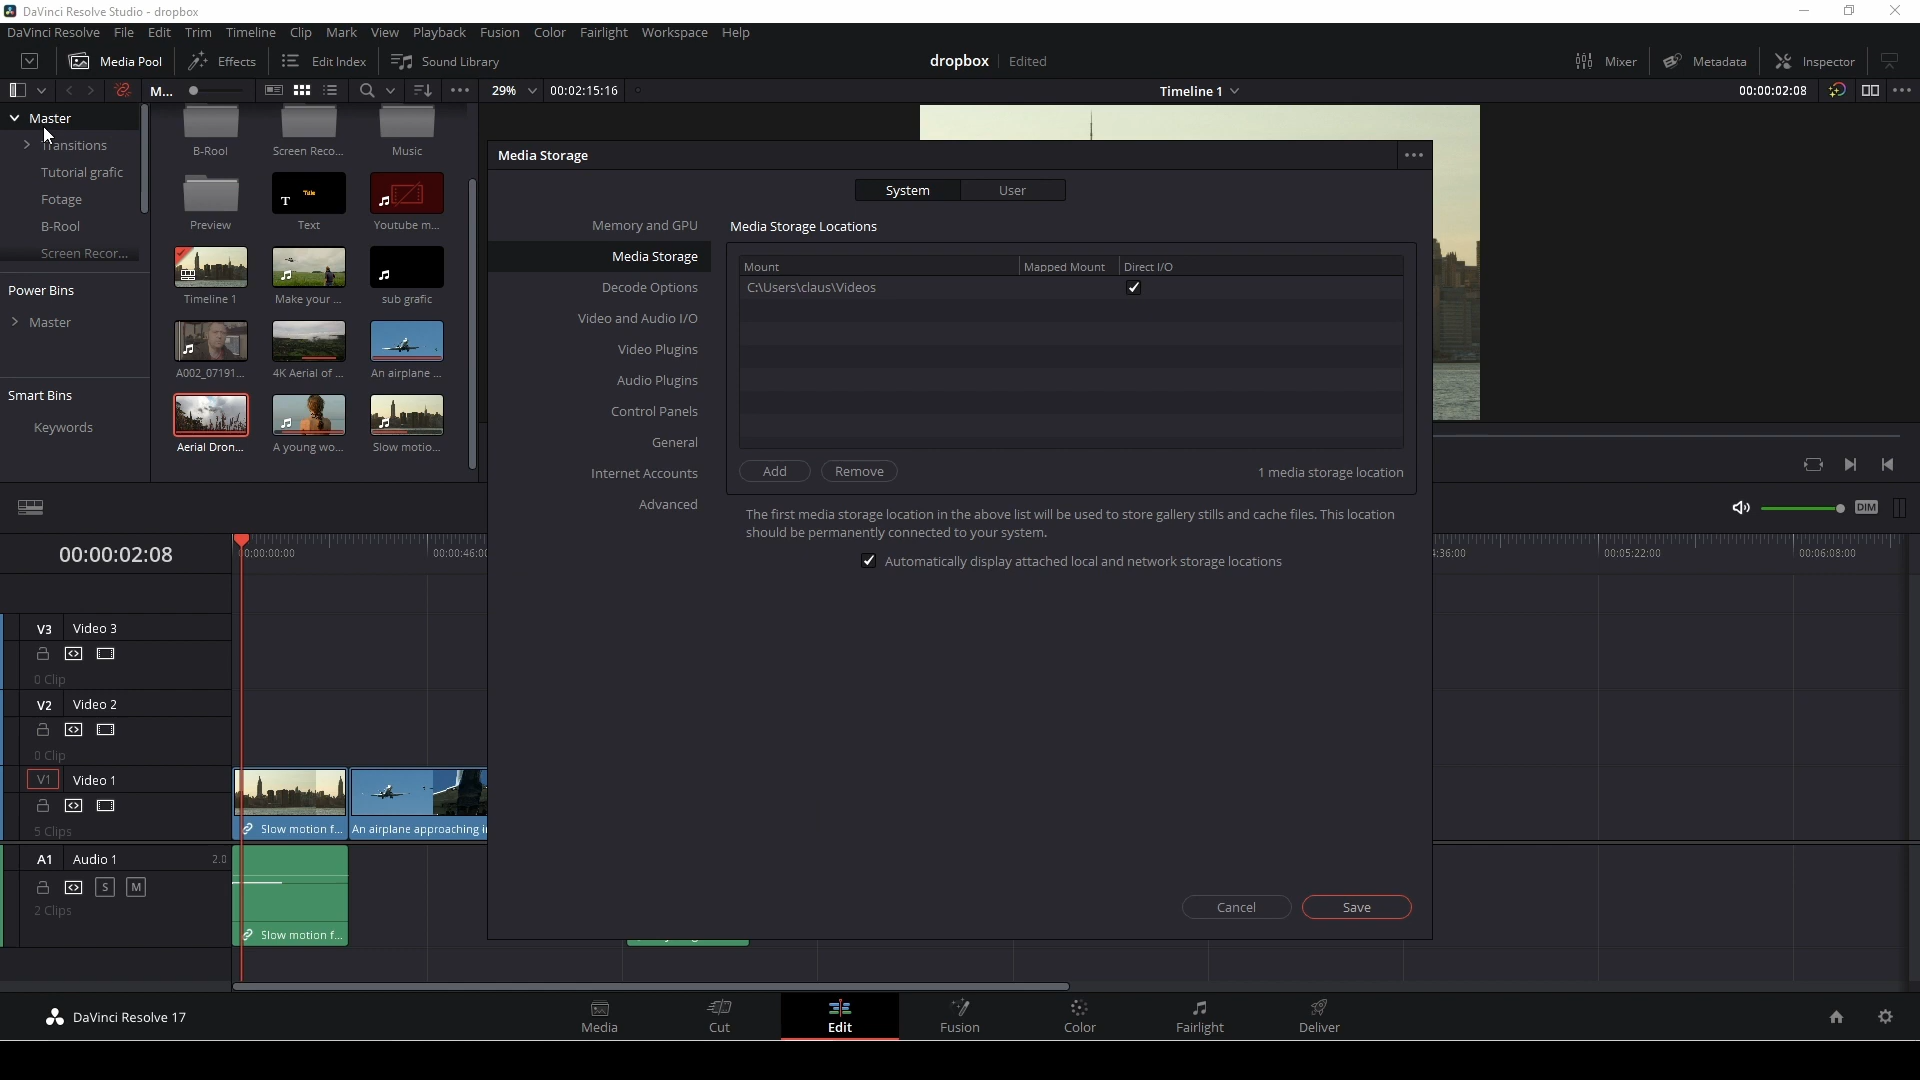 DaVinci Resolve Studio - dropbox
DaVinci Resolve File Edit Trim Timeline Clip Mark View Playback Fusion Color Fairlight Workspace Help
Media Pool Effects Edit Index Sound Library dropbox Edited Mixer Metadata Inspector
M... 29% 00:02:15:16 Timeline 1 00:00:02:08
Master
Transitions
Tutorial grafic
Fotage
B-Rool
Screen Recor...
Power Bins
Master
Smart Bins
Keywords
B-Rool Screen Reco... Music
Preview Text Youtube m...
Timeline 1 Make your ... sub grafic
A002_07191... 4K Aerial of ... An airplane ...
Aerial Dron... A young wo... Slow motio...
Media Storage
System User
Memory and GPU
Media Storage
Decode Options
Video and Audio I/O
Video Plugins
Audio Plugins
Control Panels
General
Internet Accounts
Advanced
Media Storage Locations
Mount Mapped Mount Direct I/O
C:\Users\claus\Videos
Add Remove 1 media storage location
The first media storage location in the above list will be used to store gallery stills and cache files. This location
should be permanently connected to your system.
Automatically display attached local and network storage locations
Cancel Save
DIM
00:00:02:08
00:00:00:00 00:00:46:00 4:36:00 00:05:22:00 00:06:08:00
V3 Video 3
0 Clip
V2 Video 2
0 Clip
V1 Video 1
5 Clips
Slow motion f... An airplane approaching i
A1 Audio 1 2.0
S M
2 Clips
Slow motion f...
DaVinci Resolve 17
Media Cut Edit Fusion Color Fairlight Deliver